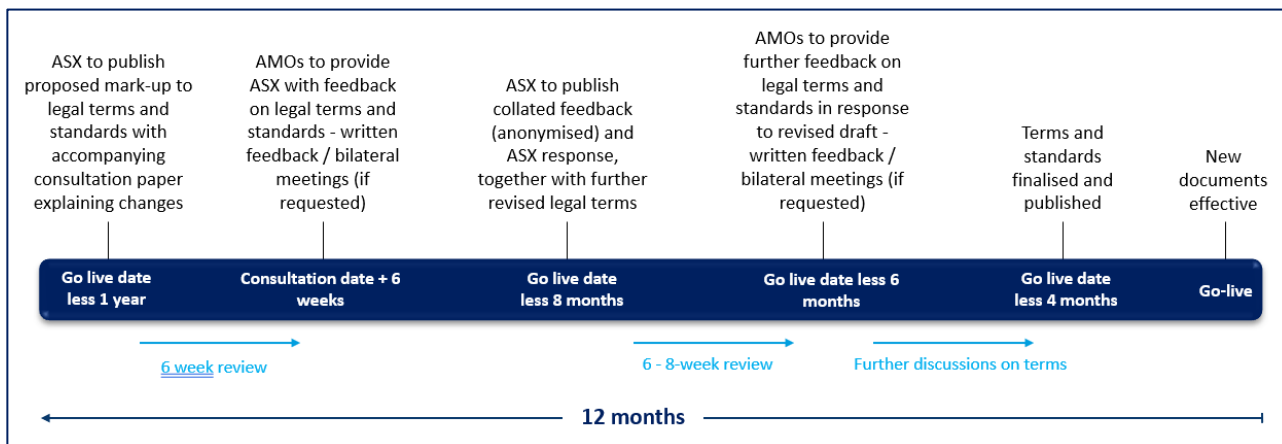 ASX to publish
proposed mark-up to
legal terms and
standards with
accompanying
consultation paper
explaining changes
AMOs to provide
ASX with feedback
on legal terms and
standards - written
feedback / bilateral
meetings (if
requested)
ASX to publish
collated feedback
(anonymised) and
ASX response,
together with further
revised legal terms
AMOs to provide
further feedback on
legal terms and
standards in response
to revised draft -
written feedback /
bilateral meetings (if
requested)
Terms and
standards
finalised and
published
New
documents
effective
Go live date
less 1 year
Consultation date + 6
weeks
Go live date
less 8 months
Go live date less 6
months
Go live date
less 4 months
Go-live
6 week review
6 - 8-week review
Further discussions on terms
12 months